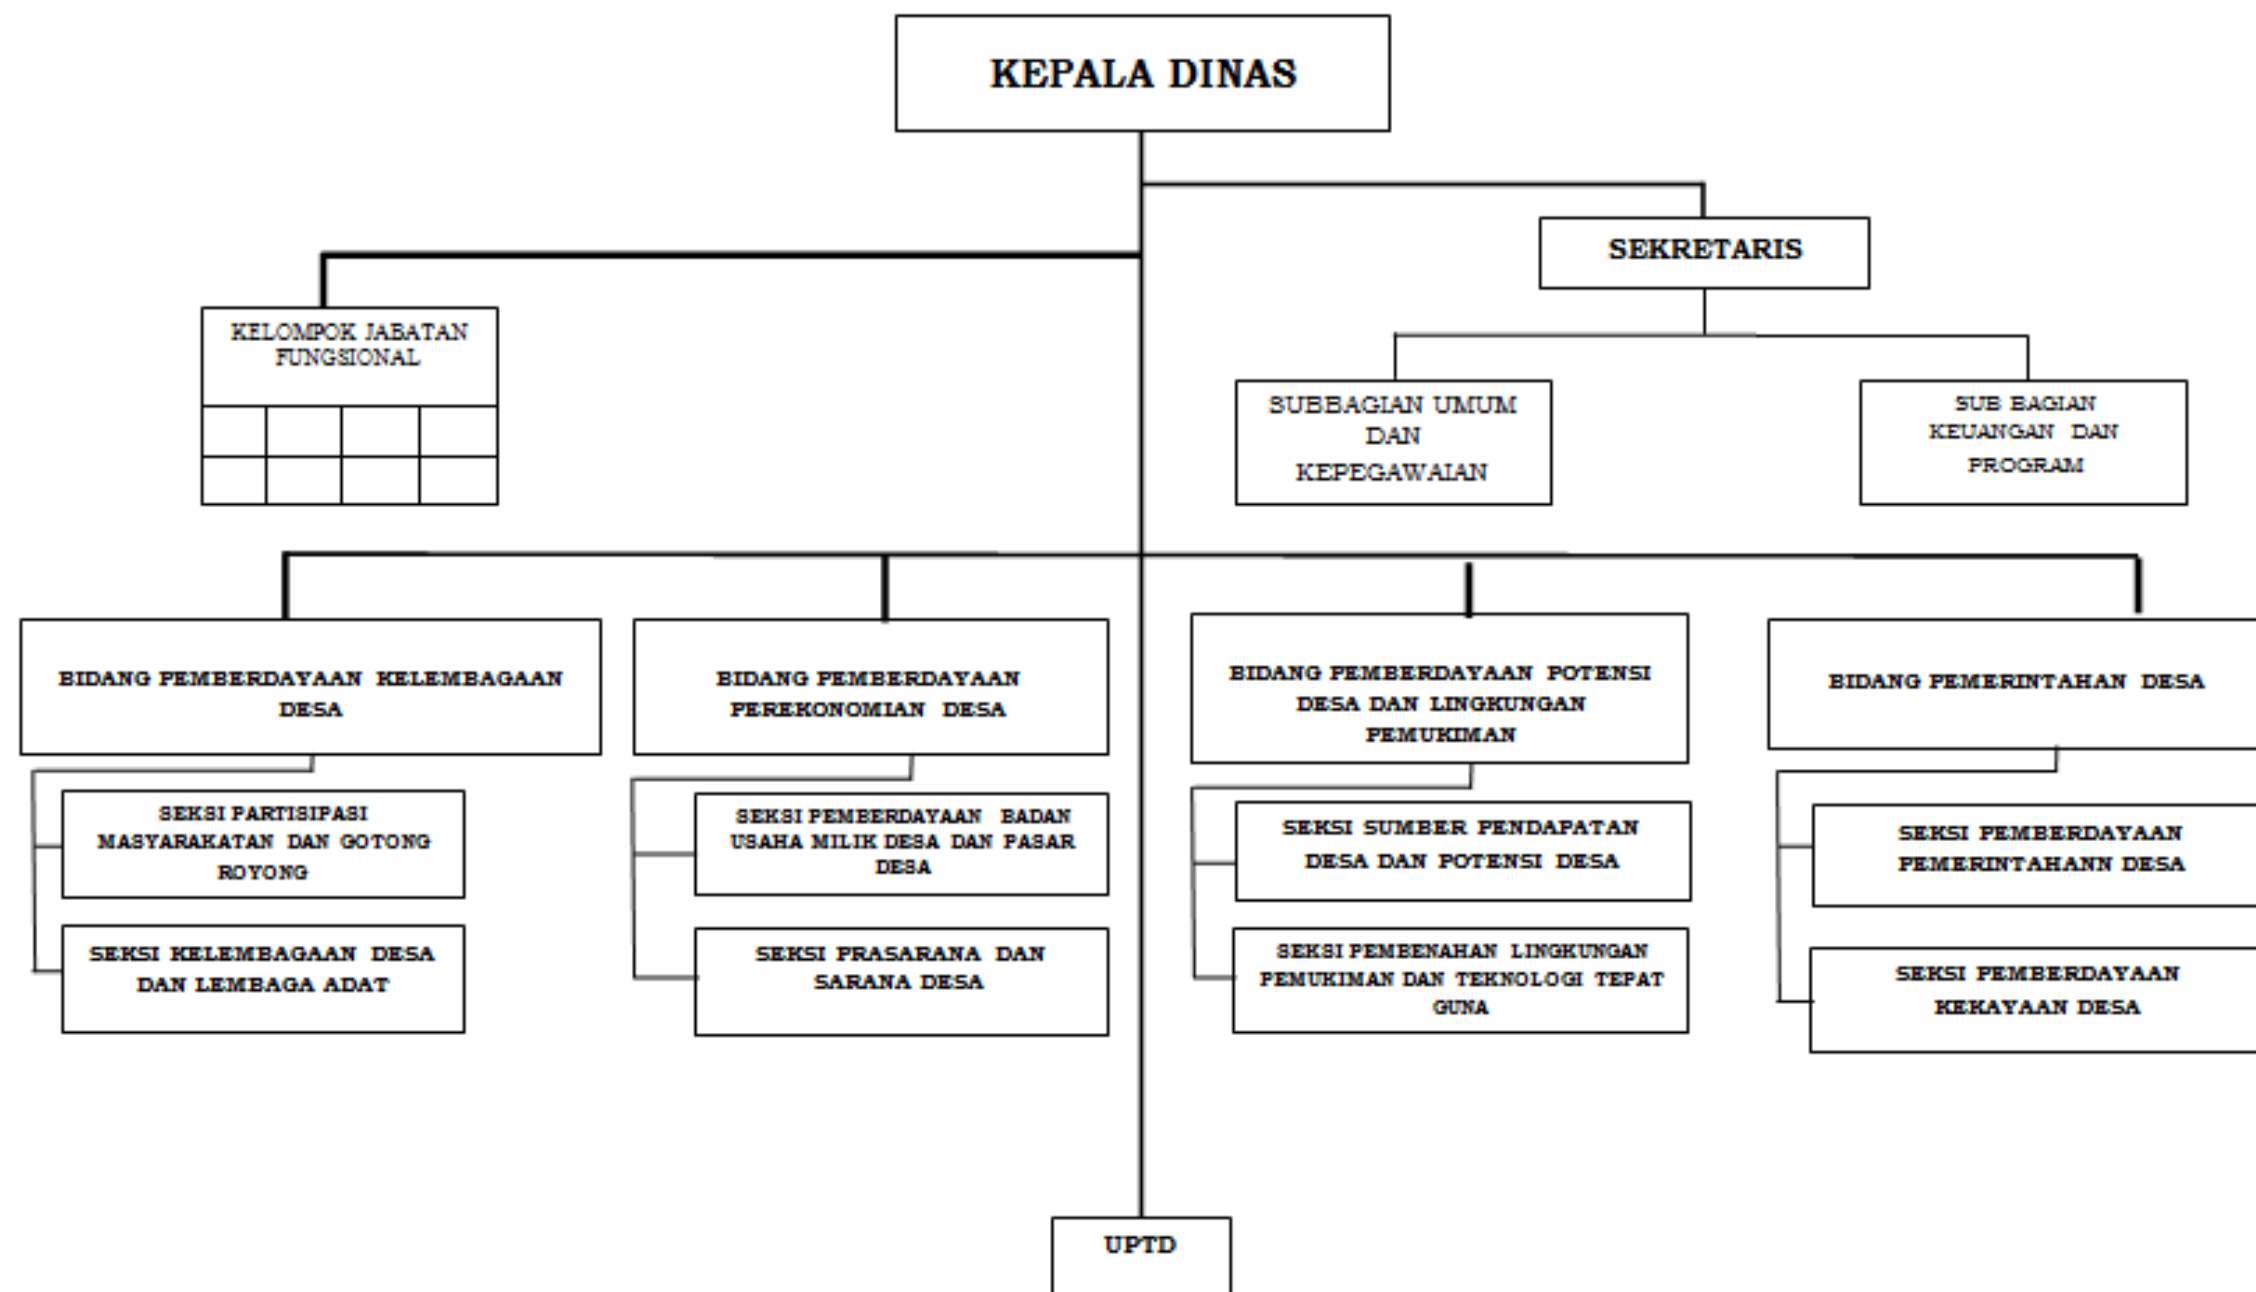 KEPALA DINAS
SEKRETARIS
KELOMPOK JABATAN
FUNGSIONAL
SUBBAGIAN UMUM
DAN
KEPEGAWAIAN
SUB BAGIAN
KEUANGAN DAN
PROGRAM
BIDANG PEMBERDAYAAN KELEMBAGAAN
DESA
BIDANG PEMBERDAYAAN
PEREKONOMIAN DESA
BIDANG PEMBERDAYAAN POTENSI
DESA DAN LINGKUNGAN
PEMUKIMAN
BIDANG PEMERINTAHAN DESA
SEKSI PARTISIPASI
MASYARAKATAN DAN GOTONG
ROYONG
SEKSI KELEMBAGAAN DESA
DAN LEMBAGA ADAT
SEKSI PEMBERDAYAAN BADAN
USAHA MILIK DESA DAN PASAR
DESA
SEKSI PRASARANA DAN
SARANA DESA
SEKSI SUMBER PENDAPATAN
DESA DAN POTENSI DESA
SEKSI PEMBENAHAN LINGKUNGAN
PEMUKIMAN DAN TEKNOLOGI TEPAT
GUNA
SEKSI PEMBERDAYAAN
PEMERINTAHANN DESA
SEKSI PEMBERDAYAAN
KEKAYAAN DESA
UPTD